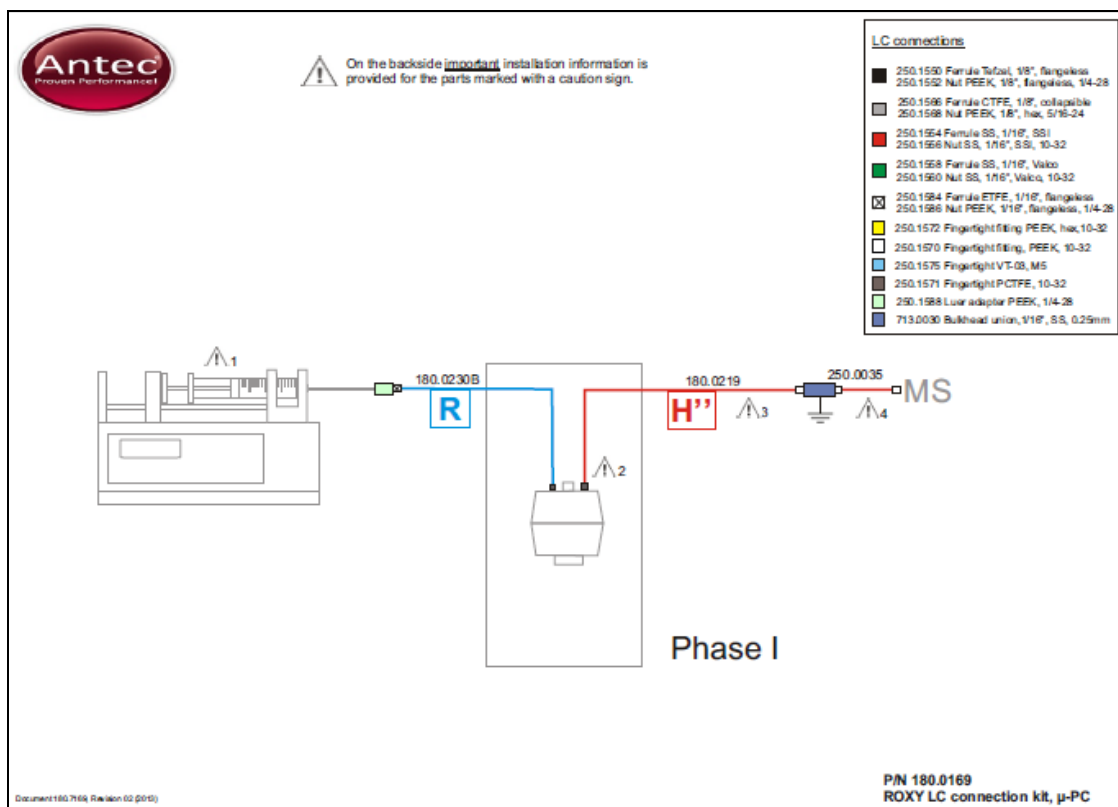 Antec
Proven Performance!
On the backside important installation information is
provided for the parts marked with a caution sign.
LC connections
250.1550 Ferrule Tefzel, 1/8", flangeless
250.1552 Nut PEEK, 1/8", flangeless, 1/4-28
250.1566 Ferrule CTFE, 1/8", collapsible
250.1568 Nut PEEK, 1/8", hex, 5/16-24
250.1554 Ferrule SS, 1/16", SSI
250.1556 Nut SS, 1/16", SSI, 10-32
250.1558 Ferrule SS, 1/16", Valco
250.1560 Nut SS, 1/16", Valco, 10-32
250.1584 Ferrule ETFE, 1/16", flangeless
250.1586 Nut PEEK, 1/16", flangeless, 1/4-28
250.1572 Fingertight fitting PEEK, hex,10-32
250.1570 Fingertight fitting, PEEK, 10-32
250.1575 Fingertight VT-03, M5
250.1571 Fingertight PCTFE, 10-32
250.1588 Luer adapter PEEK, 1/4-28
713.0030 Bulkhead union,1/16", SS, 0.25mm
1
180.0230B
R
180.0219
H’’
3
250.0035
4
MS
2
Phase I
P/N 180.0169
ROXY LC connection kit, µ-PC
Document 180.7169, Revision 02 (2013)